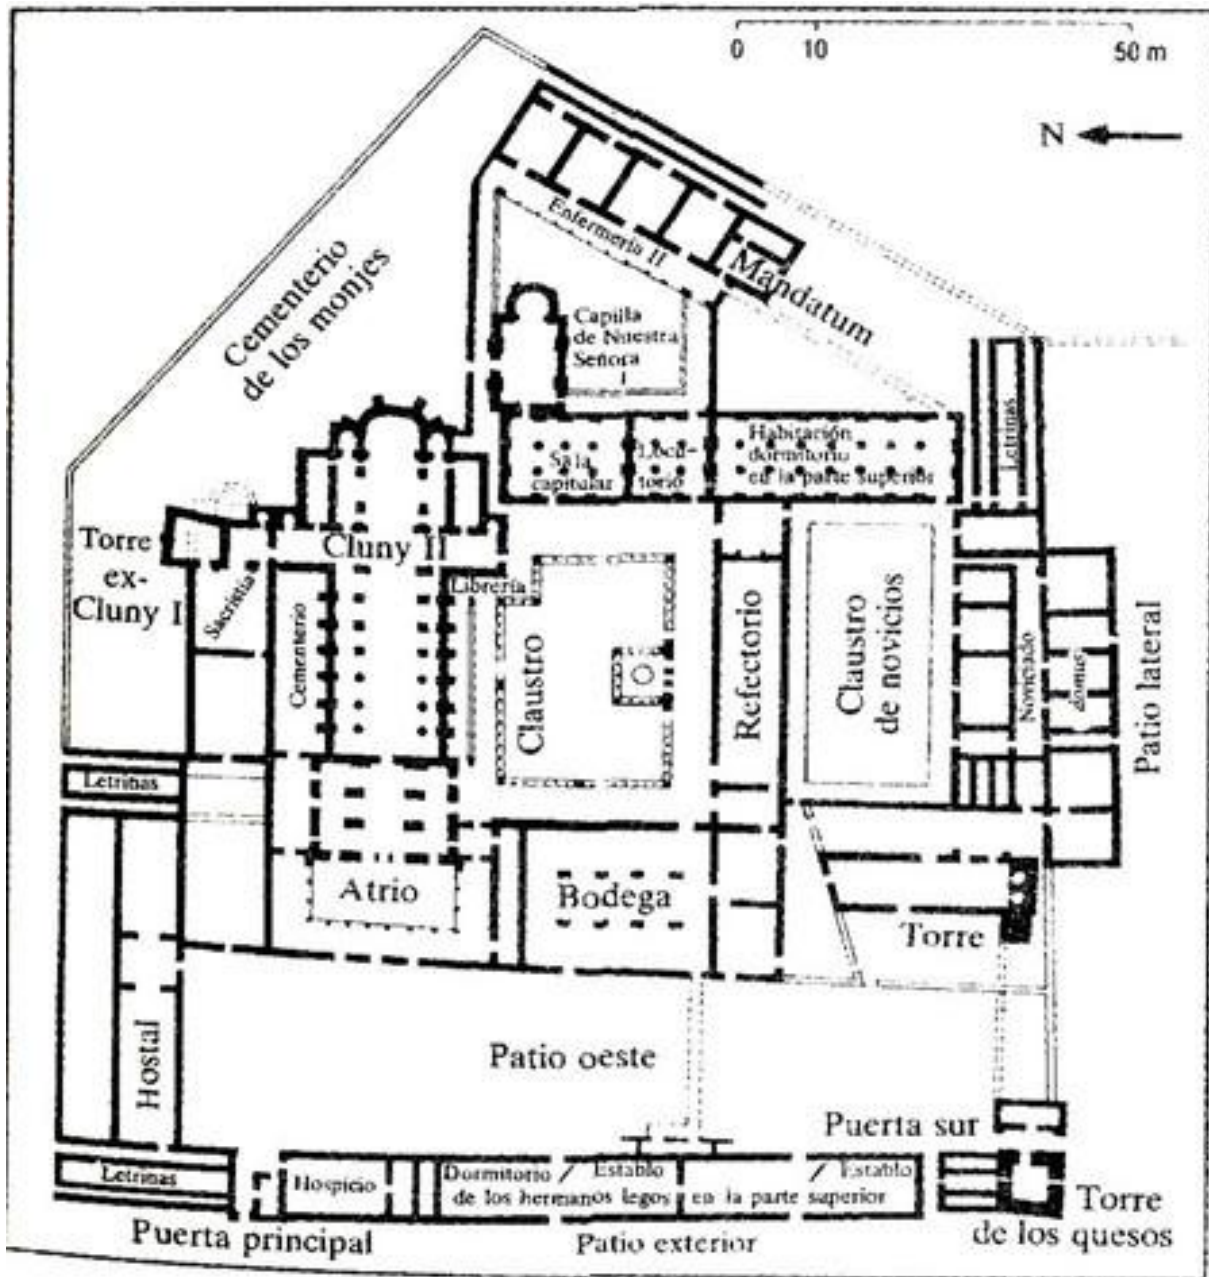 0 10 50 m
N
Enfermería II
Mandatum
Cementerio
de los monjes
Capilla
de Nuestra
Señora
I
Letrinas
Sala
capitular
Locu-
torio
Habitación
dormitorio
en la parte superior
Torre
ex-
Cluny I
Cluny II
Sacristía
Cementerio
Librería
Claustro
Refectorio
Claustro
de novicios
Noviciado
domus
Patio lateral
Letrinas
Atrio
Bodega
Torre
Hostal
Patio oeste
Puerta sur
Letrinas
Hospicio
Dormitorio / Establo / Establo
de los hermanos legos en la parte superior
Torre
de los quesos
Puerta principal
Patio exterior